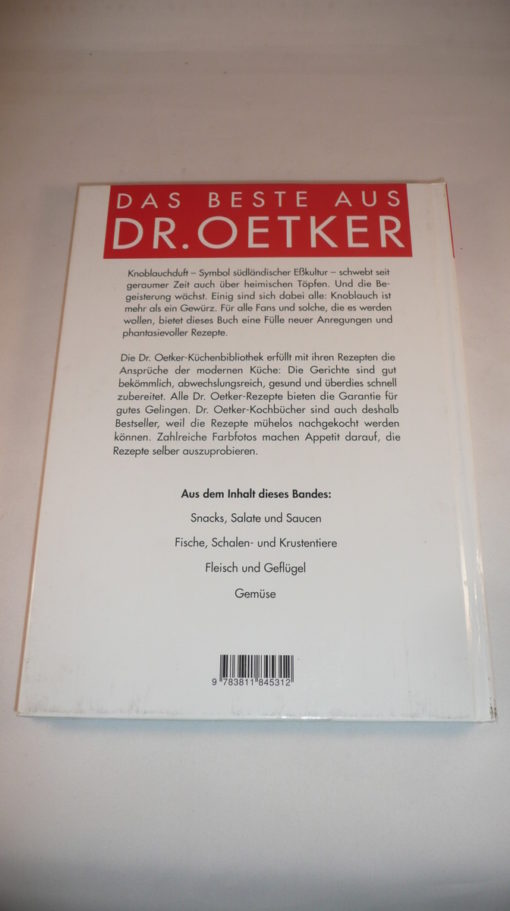 DAS BESTE AUS
DR. OETKER
Knoblauchduft – Symbol südländischer Eßkultur – schwebt seit
geraumer Zeit auch über heimischen Töpfen. Und die Be-
geisterung wächst. Einig sind sich dabei alle: Knoblauch ist
mehr als ein Gewürz. Für alle Fans und solche, die es werden
wollen, bietet dieses Buch eine Fülle neuer Anregungen und
phantasievoller Rezepte.
Die Dr. Oetker-Küchenbibliothek erfüllt mit ihren Rezepten die
Ansprüche der modernen Küche: Die Gerichte sind gut
bekömmlich, abwechslungsreich, gesund und überdies schnell
zubereitet. Alle Dr. Oetker-Rezepte bieten die Garantie für
gutes Gelingen. Dr. Oetker-Kochbücher sind auch deshalb
Bestseller, weil die Rezepte mühelos nachgekocht werden
können. Zahlreiche Farbfotos machen Appetit darauf, die
Rezepte selber auszuprobieren.
Aus dem Inhalt dieses Bandes:
Snacks, Salate und Saucen
Fische, Schalen- und Krustentiere
Fleisch und Geflügel
Gemüse
9 783811 845312